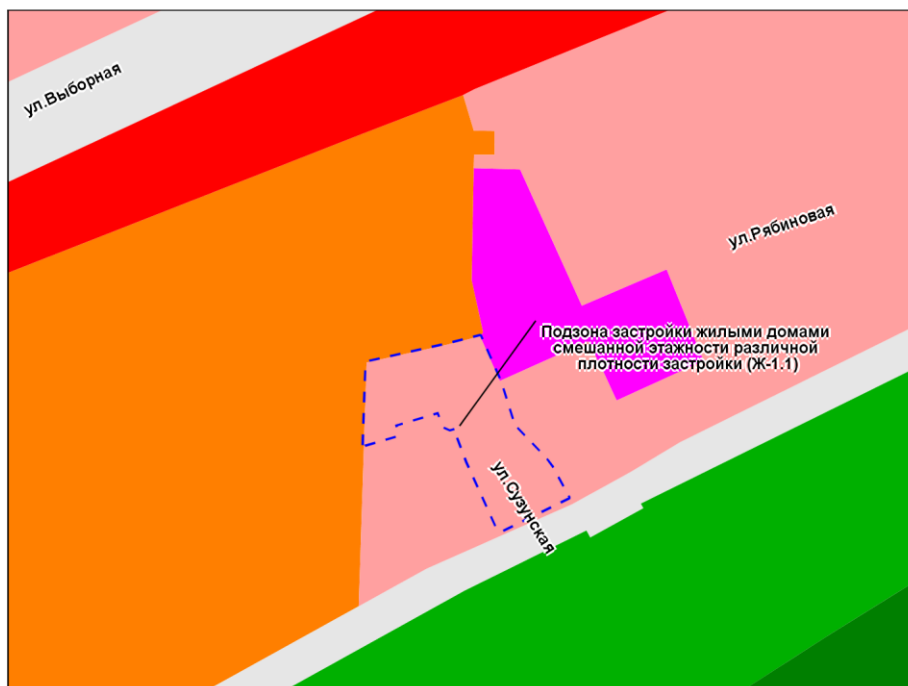 ул.Выборная
ул.Рябиновая
Подзона застройки жилыми домами
смешанной этажности различной
плотности застройки (Ж-1.1)
ул.Сузунская